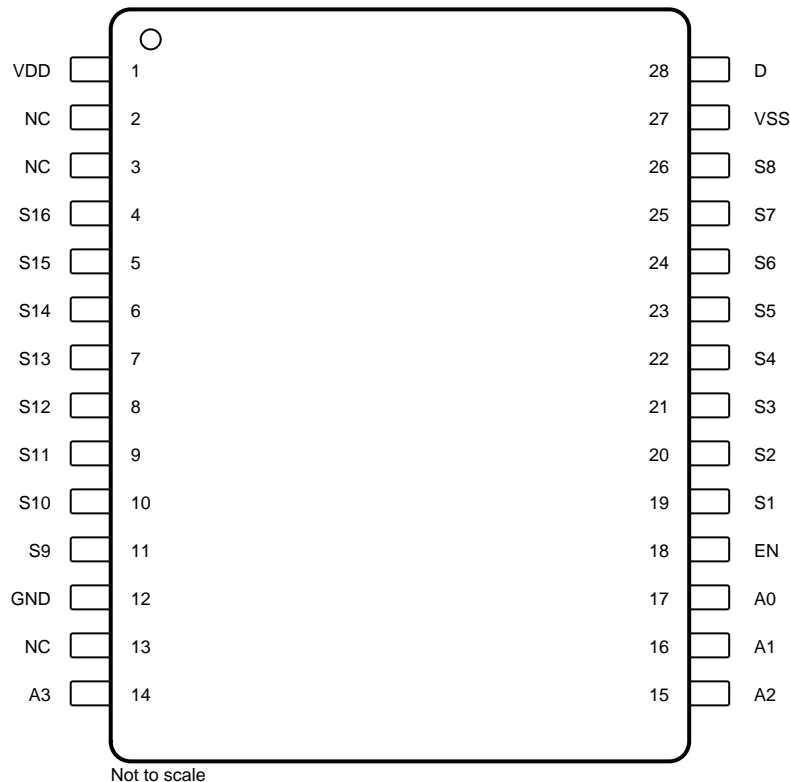 VDD 1 28 D
NC 2 27 VSS
NC 3 26 S8
S16 4 25 S7
S15 5 24 S6
S14 6 23 S5
S13 7 22 S4
S12 8 21 S3
S11 9 20 S2
S10 10 19 S1
S9 11 18 EN
GND 12 17 A0
NC 13 16 A1
A3 14 15 A2
Not to scale